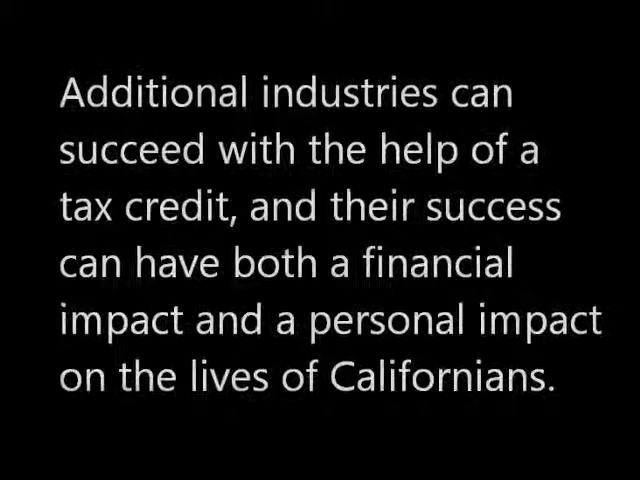 Additional industries can
succeed with the help of a
tax credit, and their success
can have both a financial
impact and a personal impact
on the lives of Californians.